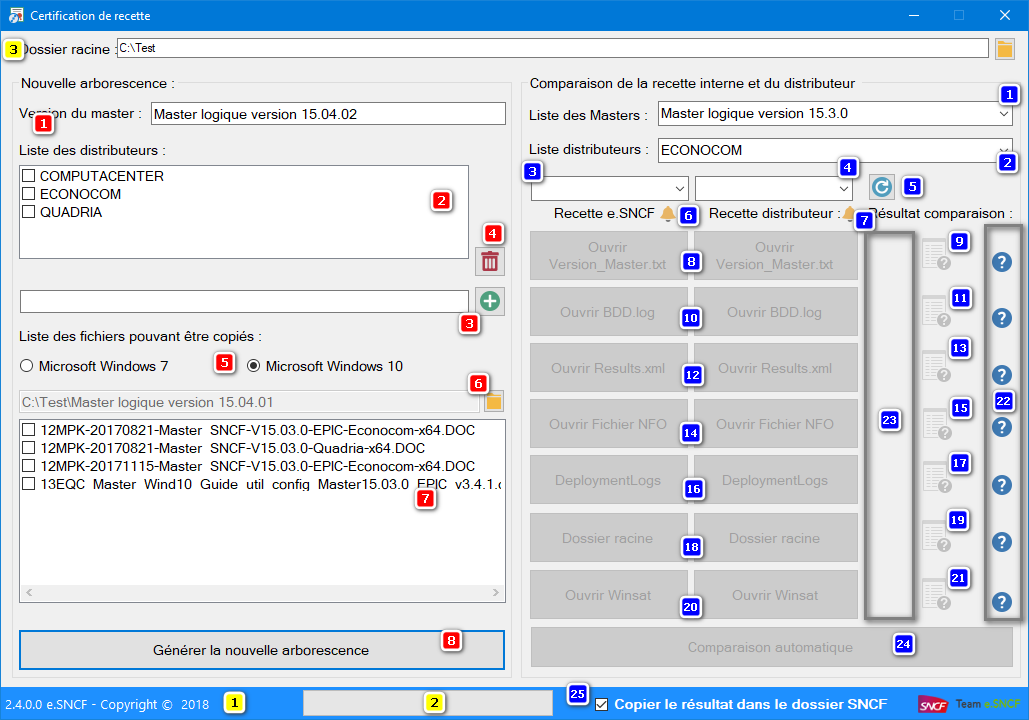 Certification de recette
3
Dossier racine :
C:\Test
Nouvelle arborescence :
Version du master :
1
Master logique version 15.04.02
Liste des distributeurs :
COMPUTACENTER
ECONOCOM
QUADRIA
2
4
3
Liste des fichiers pouvant être copiés :
Microsoft Windows 7
5
Microsoft Windows 10
6
C:\Test\Master logique version 15.04.01
12MPK-20170821-Master_SNCF-V15.03.0-EPIC-Econocom-x64.DOC
12MPK-20170821-Master_SNCF-V15.03.0-Quadria-x64.DOC
12MPK-20171115-Master_SNCF-V15.03.0-EPIC-Econocom-x64.DOC
13EQC_Master_Wind10_Guide_util_config_Master15.03.0_EPIC_v3.4.1.
7
Générer la nouvelle arborescence
8
Comparaison de la recette interne et du distributeur
1
Liste des Masters :
Master logique version 15.3.0
Liste distributeurs :
ECONOCOM
2
3
4
5
Recette e.SNCF
6
Recette distributeur :
7
Résultat comparaison :
Ouvrir Version_Master.txt
8
Ouvrir Version_Master.txt
9
Ouvrir BDD.log
10
Ouvrir BDD.log
11
Ouvrir Results.xml
12
Ouvrir Results.xml
13
Ouvrir Fichier NFO
14
Ouvrir Fichier NFO
15
DeploymentLogs
16
DeploymentLogs
17
Dossier racine
18
Dossier racine
19
Ouvrir Winsat
20
Ouvrir Winsat
21
22
23
Comparaison automatique
24
2.4.0.0 e.SNCF - Copyright © 2018
1
2
25
Copier le résultat dans le dossier SNCF
SNCF
Team.e.SNCF